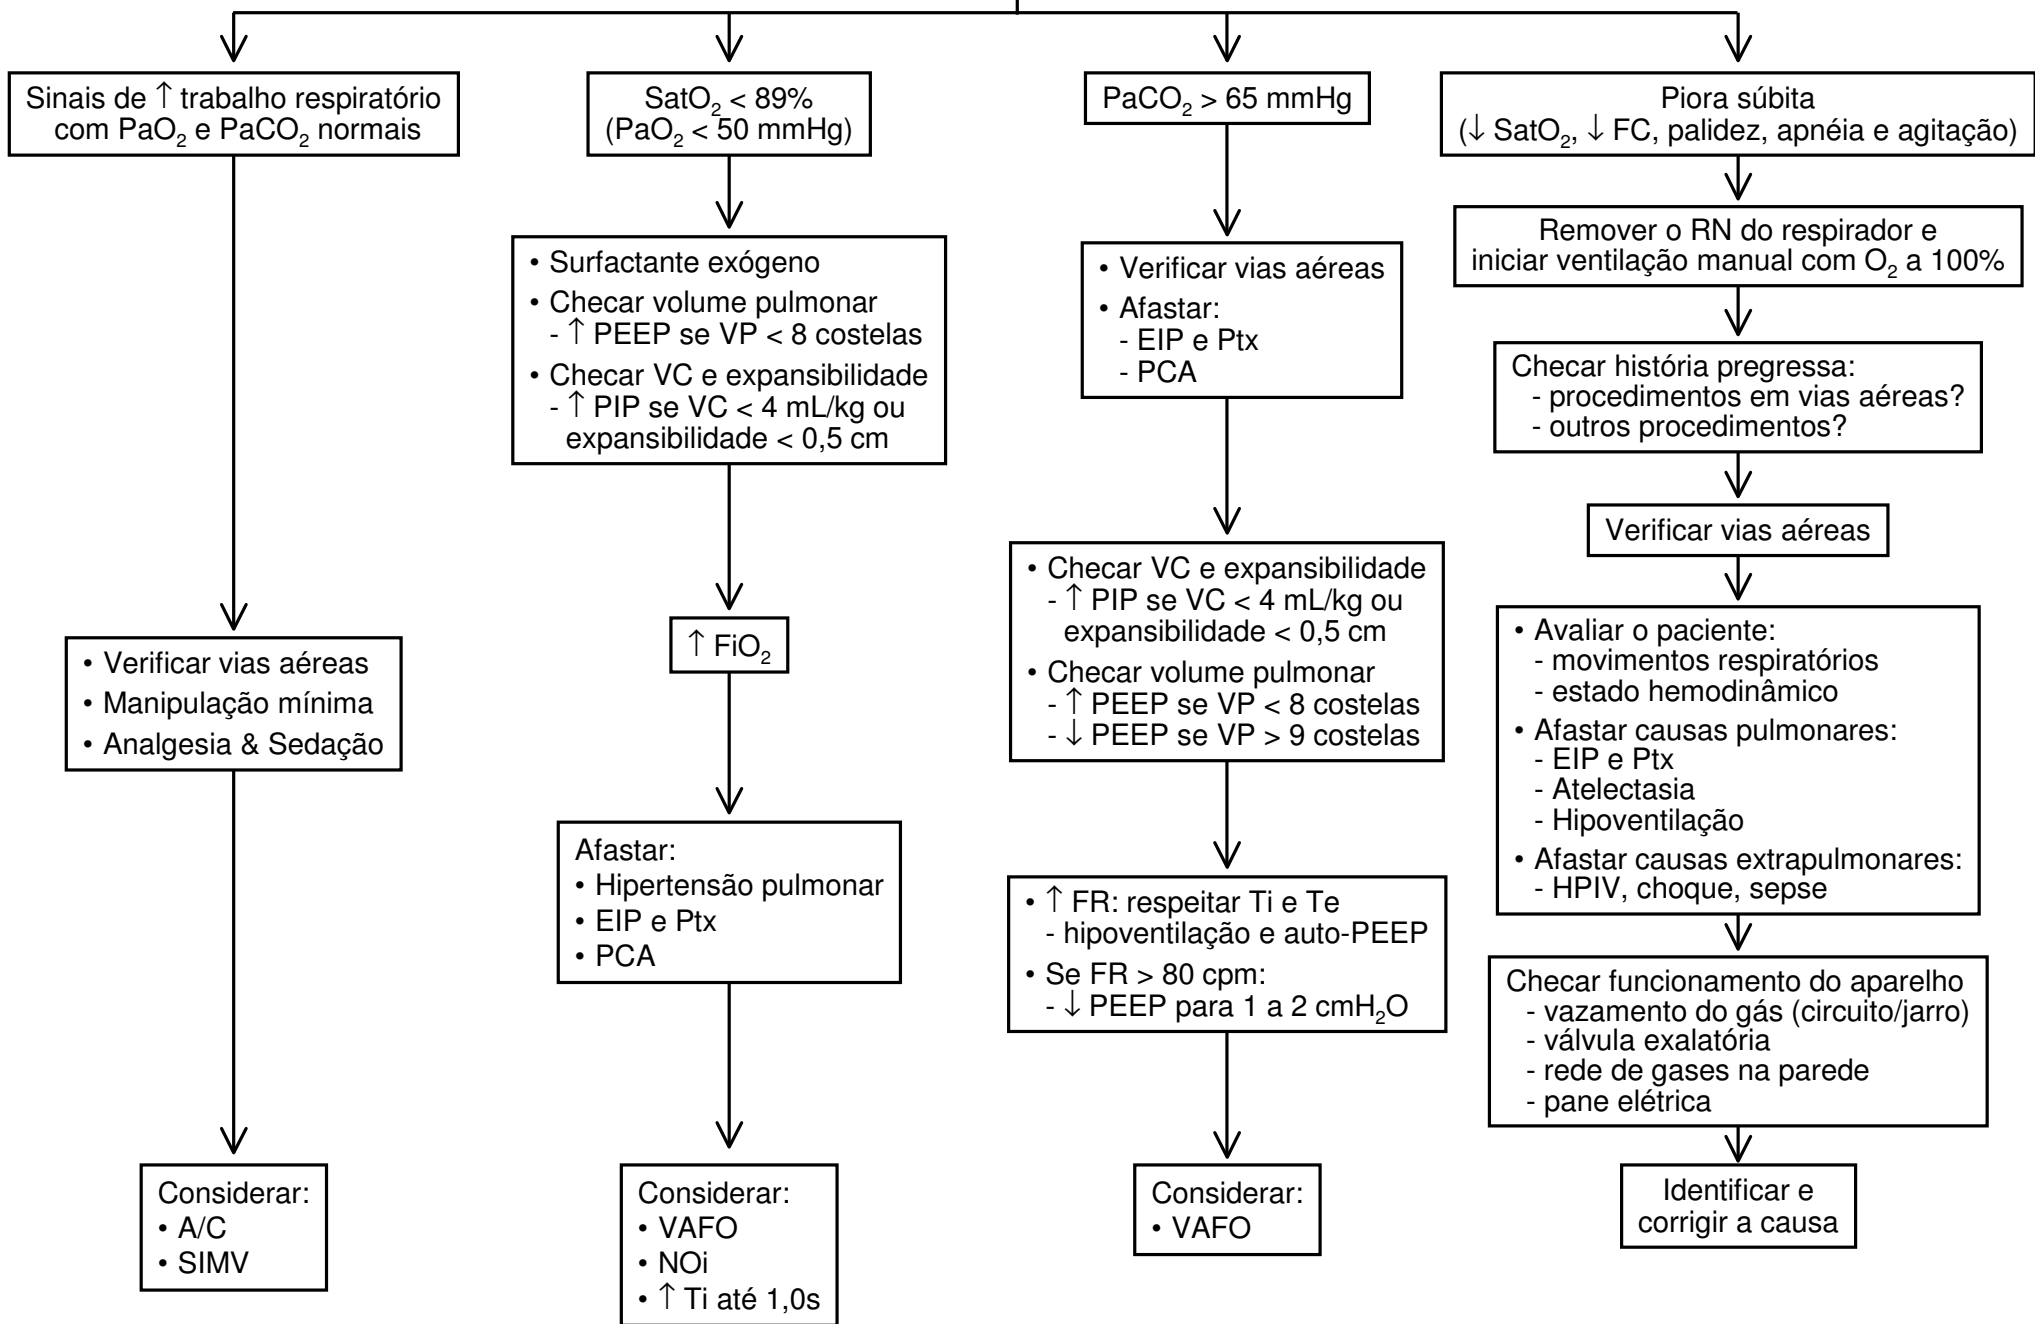 Sinais de ↑ trabalho respiratório
com PaO₂ e PaCO₂ normais
• Verificar vias aéreas
• Manipulação mínima
• Analgesia & Sedação
Considerar:
• A/C
• SIMV
SatO₂ < 89%
(PaO₂ < 50 mmHg)
• Surfactante exógeno
• Checar volume pulmonar
- ↑ PEEP se VP < 8 costelas
• Checar VC e expansibilidade
- ↑ PIP se VC < 4 mL/kg ou
expansibilidade < 0,5 cm
↑ FiO₂
Afastar:
• Hipertensão pulmonar
• EIP e Ptx
• PCA
Considerar:
• VAFO
• NOi
• ↑ Ti até 1,0s
PaCO₂ > 65 mmHg
• Verificar vias aéreas
• Afastar:
- EIP e Ptx
- PCA
• Checar VC e expansibilidade
- ↑ PIP se VC < 4 mL/kg ou
expansibilidade < 0,5 cm
• Checar volume pulmonar
- ↑ PEEP se VP < 8 costelas
- ↓ PEEP se VP > 9 costelas
• ↑ FR: respeitar Ti e Te
- hipoventilação e auto-PEEP
• Se FR > 80 cpm:
- ↓ PEEP para 1 a 2 cmH₂O
Considerar:
• VAFO
Piora súbita
(↓ SatO₂, ↓ FC, palidez, apnéia e agitação)
Remover o RN do respirador e
iniciar ventilação manual com O₂ a 100%
Checar história pregressa:
- procedimentos em vias aéreas?
- outros procedimentos?
Verificar vias aéreas
• Avaliar o paciente:
- movimentos respiratórios
- estado hemodinâmico
• Afastar causas pulmonares:
- EIP e Ptx
- Atelectasia
- Hipoventilação
• Afastar causas extrapulmonares:
- HPIV, choque, sepse
Checar funcionamento do aparelho
- vazamento do gás (circuito/jarro)
- válvula exalatória
- rede de gases na parede
- pane elétrica
Identificar e
corrigir a causa